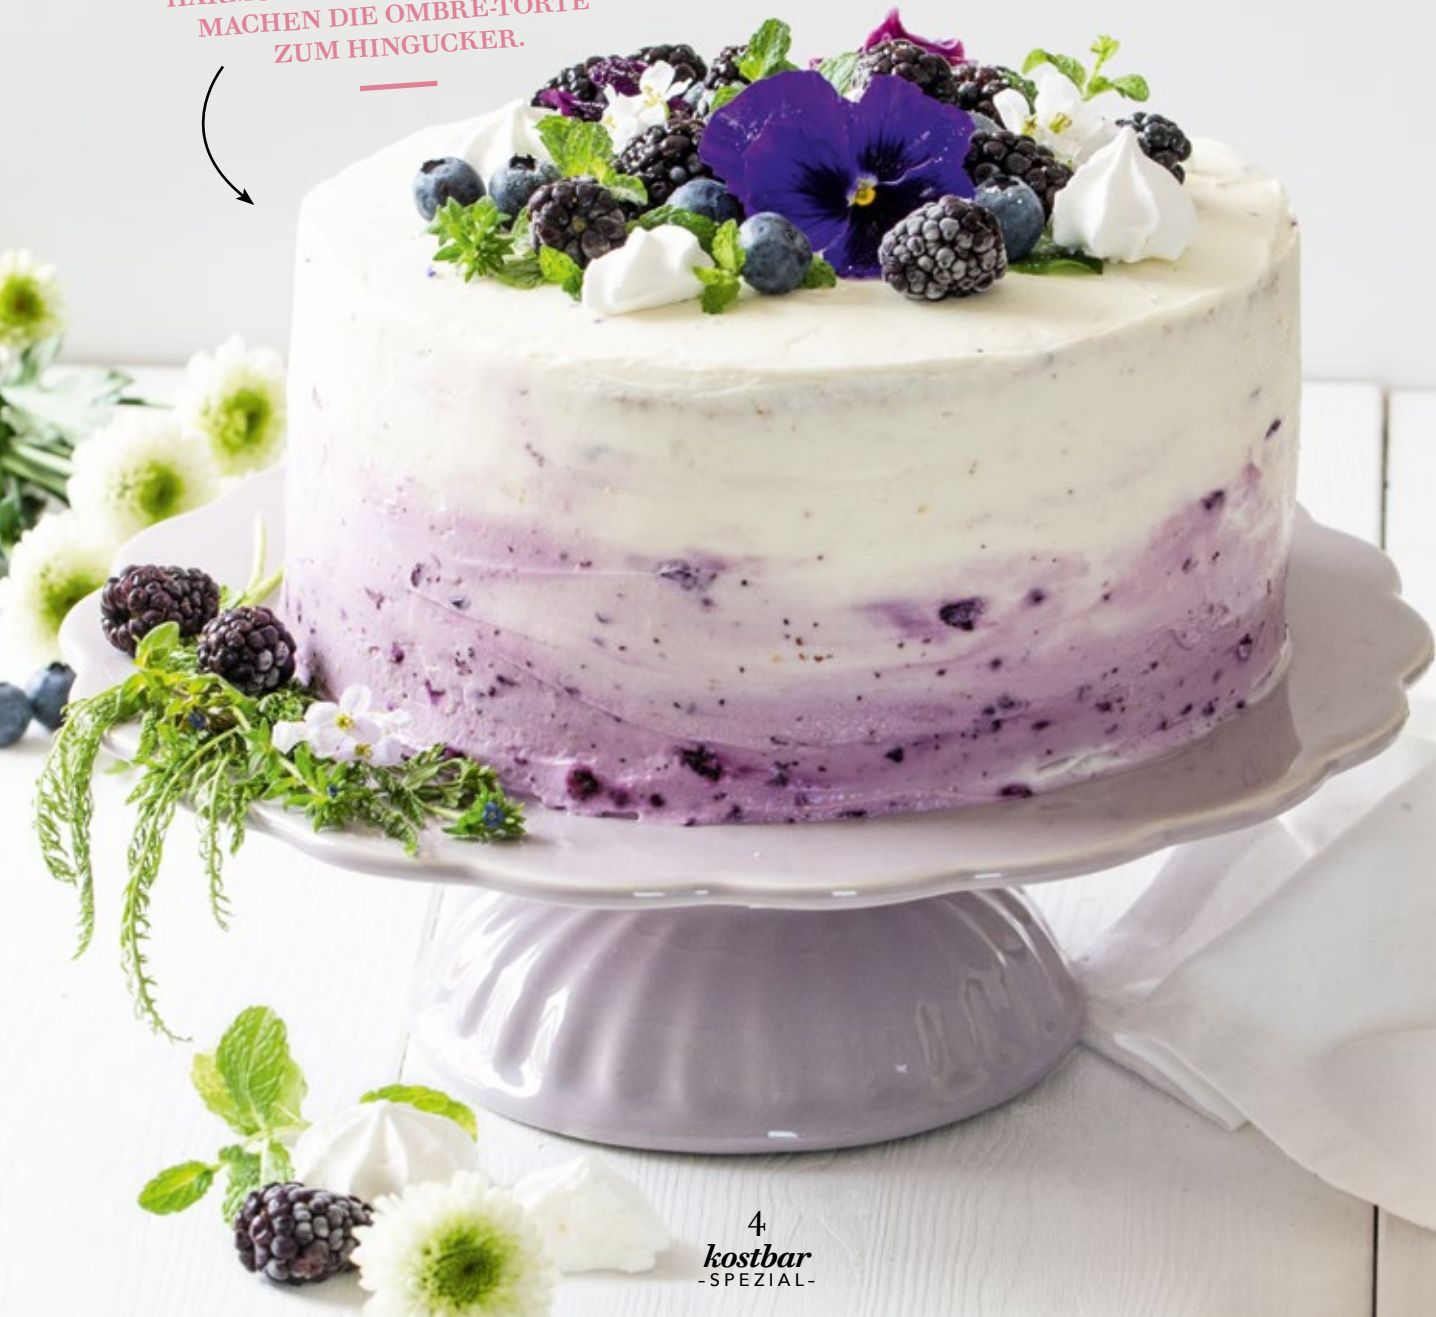 MACHEN DIE OMBRE-TORTE
ZUM HINGUCKER.
4
kostbar
-SPEZIAL-